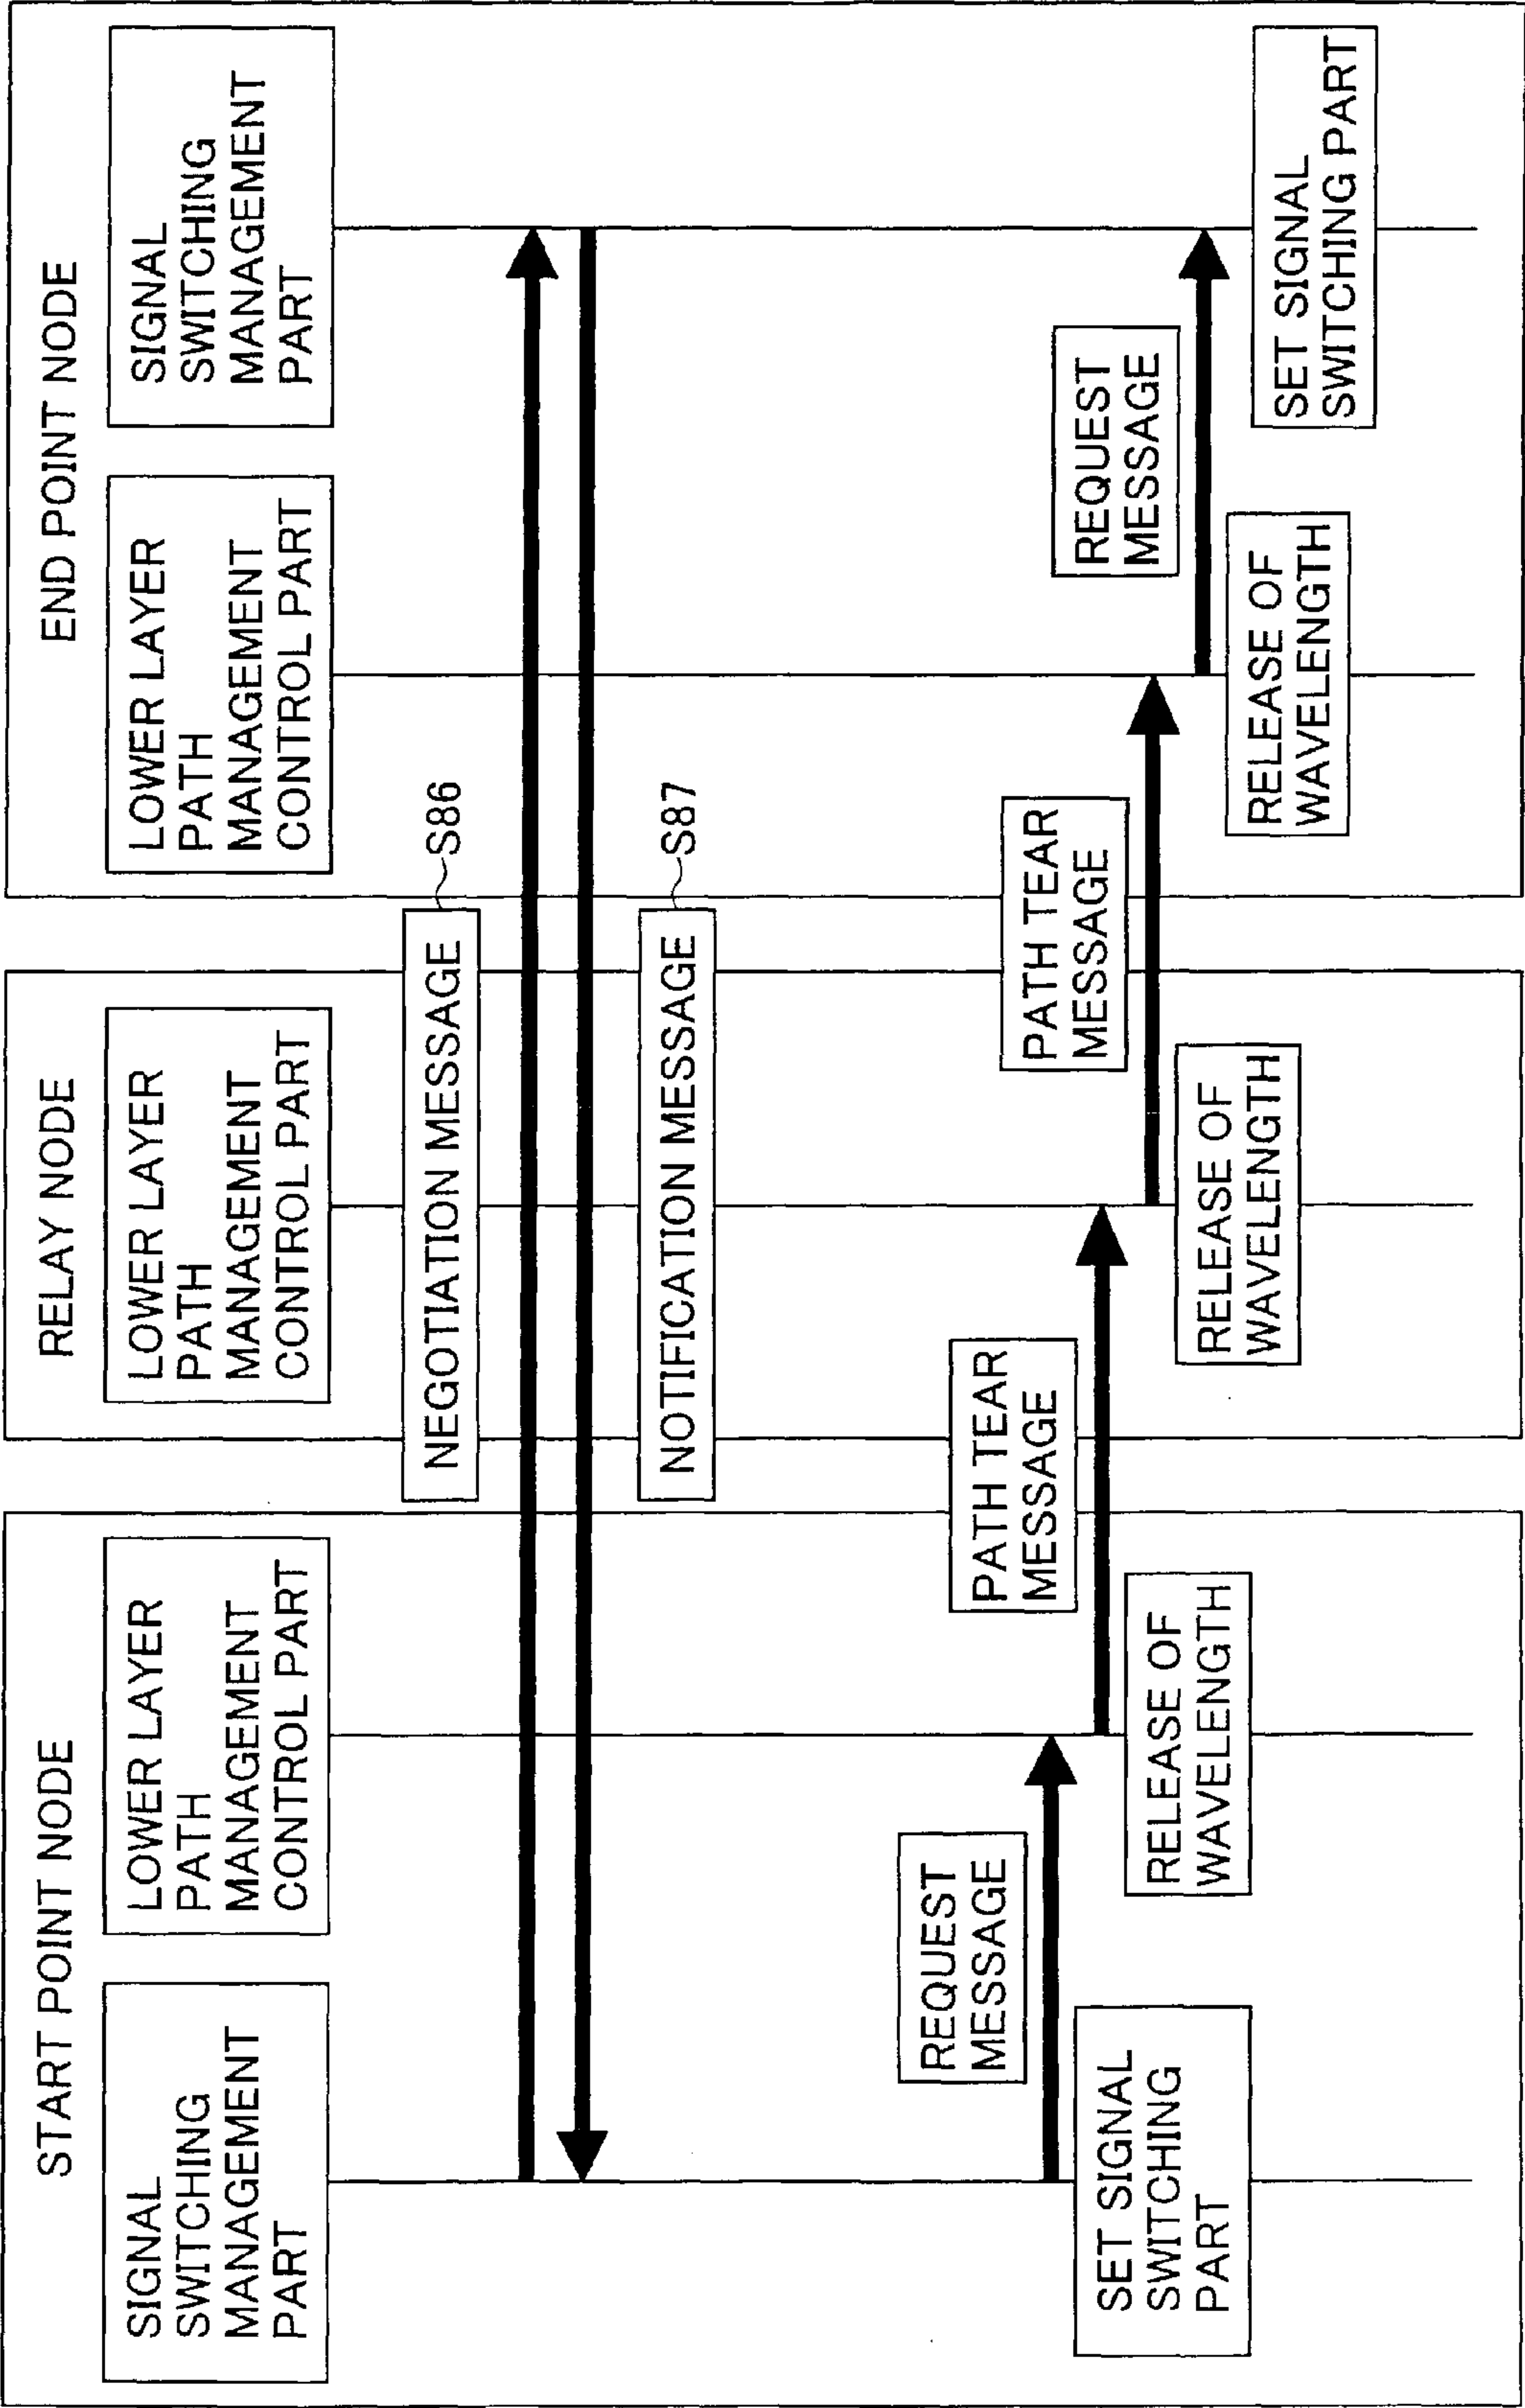 START POINT NODE
SIGNAL
SWITCHING
MANAGEMENT
PART
LOWER LAYER
PATH
MANAGEMENT
CONTROL PART
RELAY NODE
LOWER LAYER
PATH
MANAGEMENT
CONTROL PART
END POINT NODE
LOWER LAYER
PATH
MANAGEMENT
CONTROL PART
SIGNAL
SWITCHING
MANAGEMENT
PART
NEGOTIATION MESSAGE
S86
NOTIFICATION MESSAGE
S87
REQUEST
MESSAGE
SET SIGNAL
SWITCHING
PART
PATH TEAR
MESSAGE
RELEASE OF
WAVELENGTH
PATH TEAR
MESSAGE
RELEASE OF
WAVELENGTH
REQUEST
MESSAGE
RELEASE OF
WAVELENGTH
SET SIGNAL
SWITCHING PART